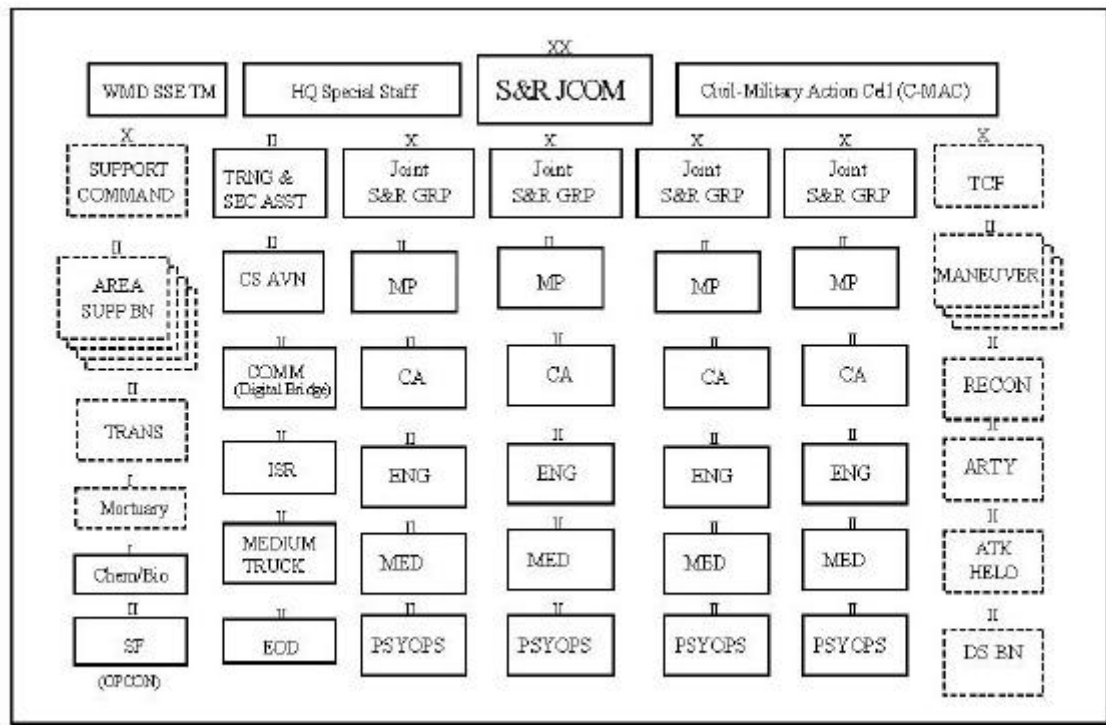 XX
WMD SSE TM
HQ Special Staff
S&R JCOM
Civil-Military Action Cell (C-MAC)
X
II
X
X
X
X
X
SUPPORT
COMMAND
TRNG &
SEC ASST
Joint
S&R GRP
Joint
S&R GRP
Joint
S&R GRP
Joint
S&R GRP
TCF
II
II
II
II
II
II
II
AREA
SUPP BN
CS AVN
MP
MP
MP
MP
MANEUVER
II
II
II
II
II
II
COMM
(Digital Bridge)
CA
CA
CA
CA
RECON
II
II
II
II
II
II
II
TRANS
ISR
ENG
ENG
ENG
ENG
ARTY
I
II
II
II
II
II
II
Mortuary
MEDIUM
TRUCK
MED
MED
MED
MED
ATK
HELO
I
Chem/Bio
II
II
II
II
II
II
II
SF
(OPCON)
EOD
PSYOPS
PSYOPS
PSYOPS
PSYOPS
DS BN